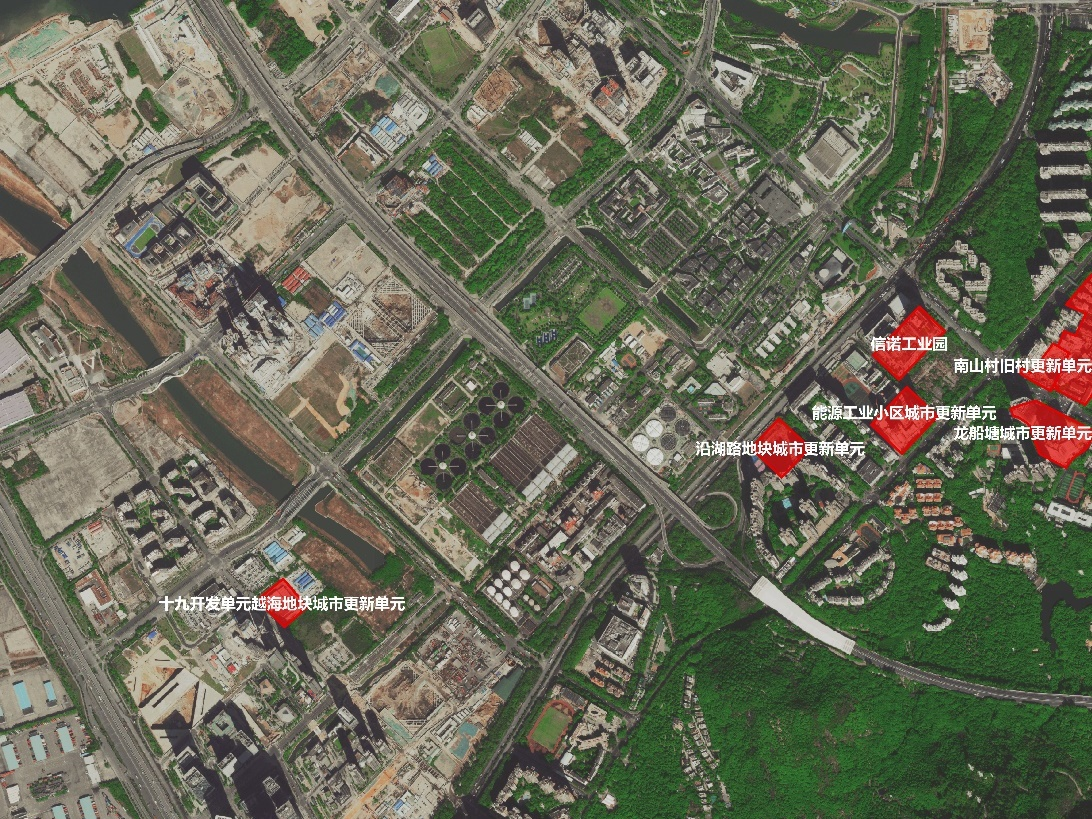 信诺工业园
南山村旧村更新单元
能源工业小区城市更新单元
龙船塘城市更新单元
沿湖路地块城市更新单元
十九开发单元越海地块城市更新单元